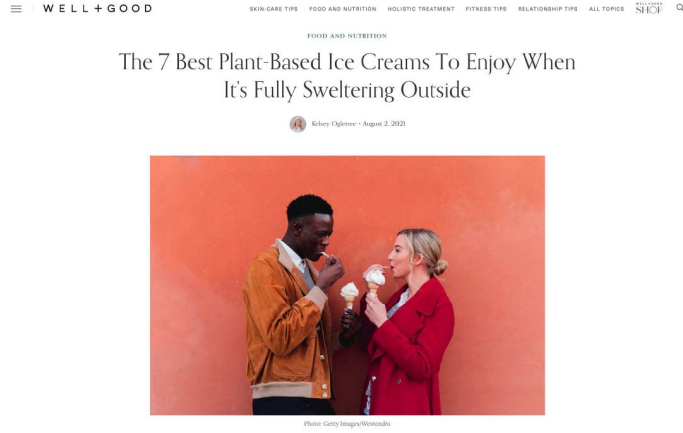 WELL+GOOD
SKIN-CARE TIPS FOOD AND NUTRITION HOLISTIC TREATMENT FITNESS TIPS RELATIONSHIP TIPS ALL TOPICS WELL+GOOD SHOP
FOOD AND NUTRITION
The 7 Best Plant-Based Ice Creams To Enjoy When
It's Fully Sweltering Outside
Kelsey Ogletree • August 2, 2021
Photo: Getty Images/Westend61